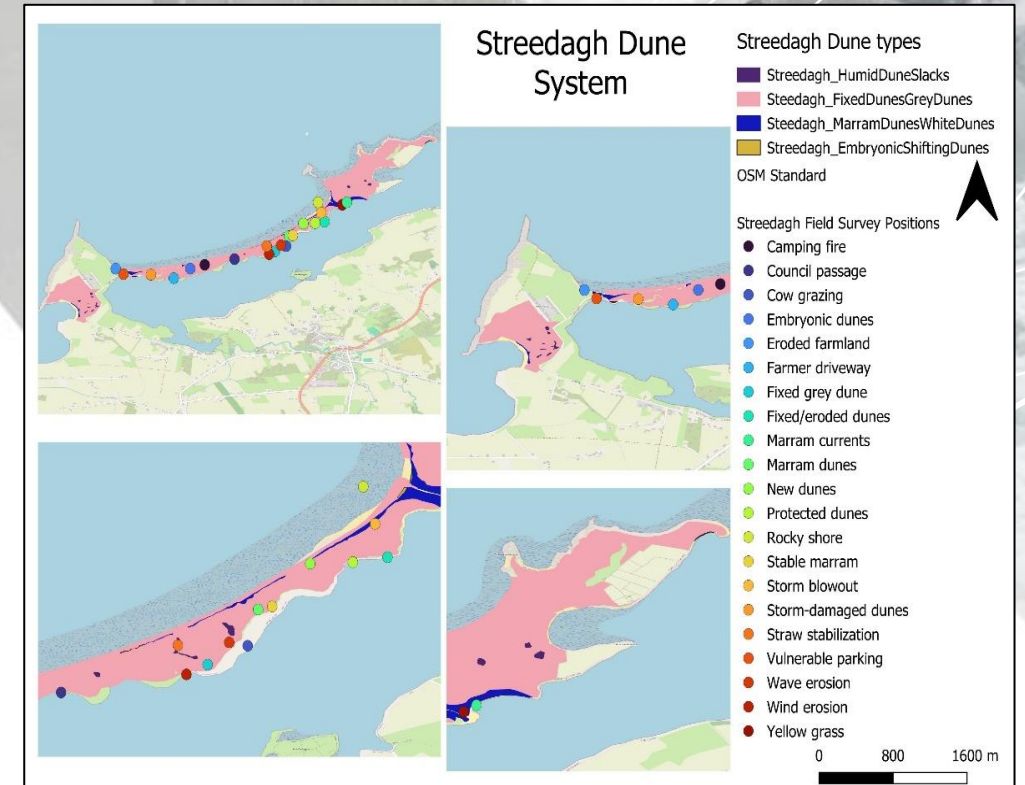 Streedagh Dune
System
Streedagh Dune types
Streedagh_HumidDuneSlacks
Steedagh_FixedDunesGreyDunes
Steedagh_MarramDunesWhiteDunes
Streedagh_EmbryonicShiftingDunes
OSM Standard
Streedagh Field Survey Positions
Camping fire
Council passage
Cow grazing
Embryonic dunes
Eroded farmland
Farmer driveway
Fixed grey dune
Fixed/eroded dunes
Marram currents
Marram dunes
New dunes
Protected dunes
Rocky shore
Stable marram
Storm blowout
Storm-damaged dunes
Straw stabilization
Vulnerable parking
Wave erosion
Wind erosion
Yellow grass
0 800 1600 m